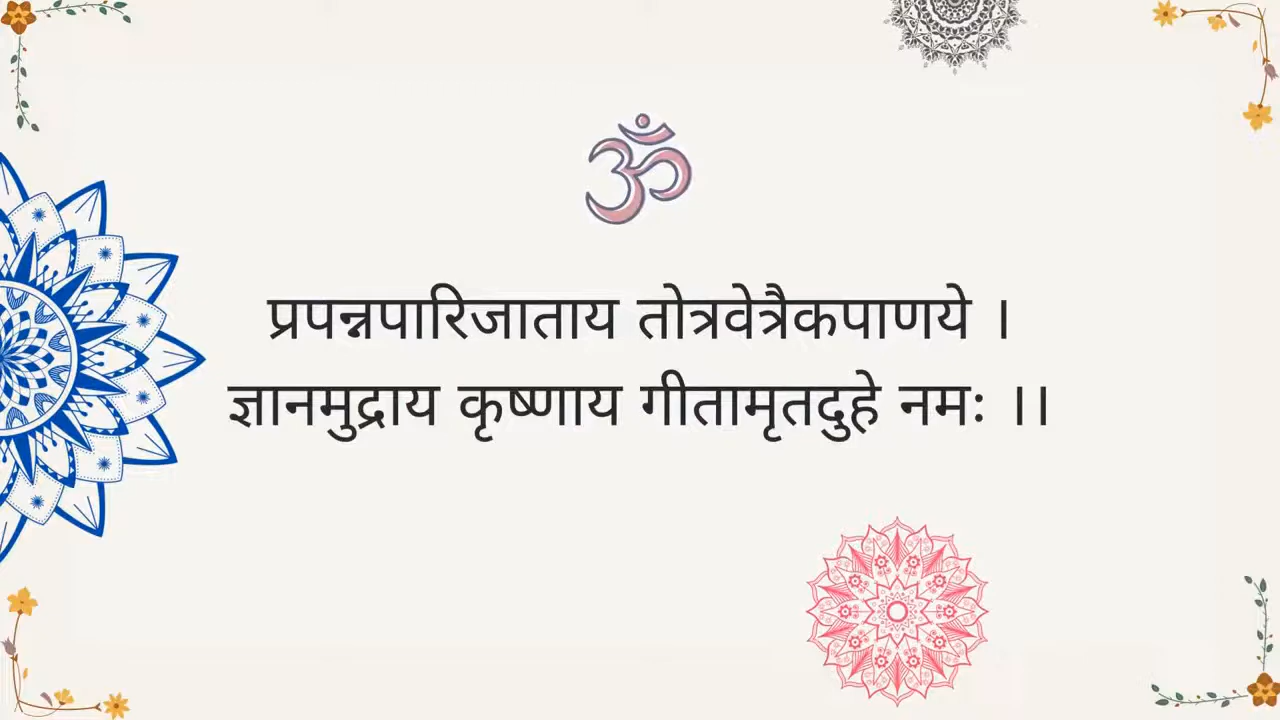 ॐ
प्रपन्नपारिजाताय तोत्रवेत्रैकपाणये ।
ज्ञानमुद्राय कृष्णाय गीतामृतदुहे नमः ।।